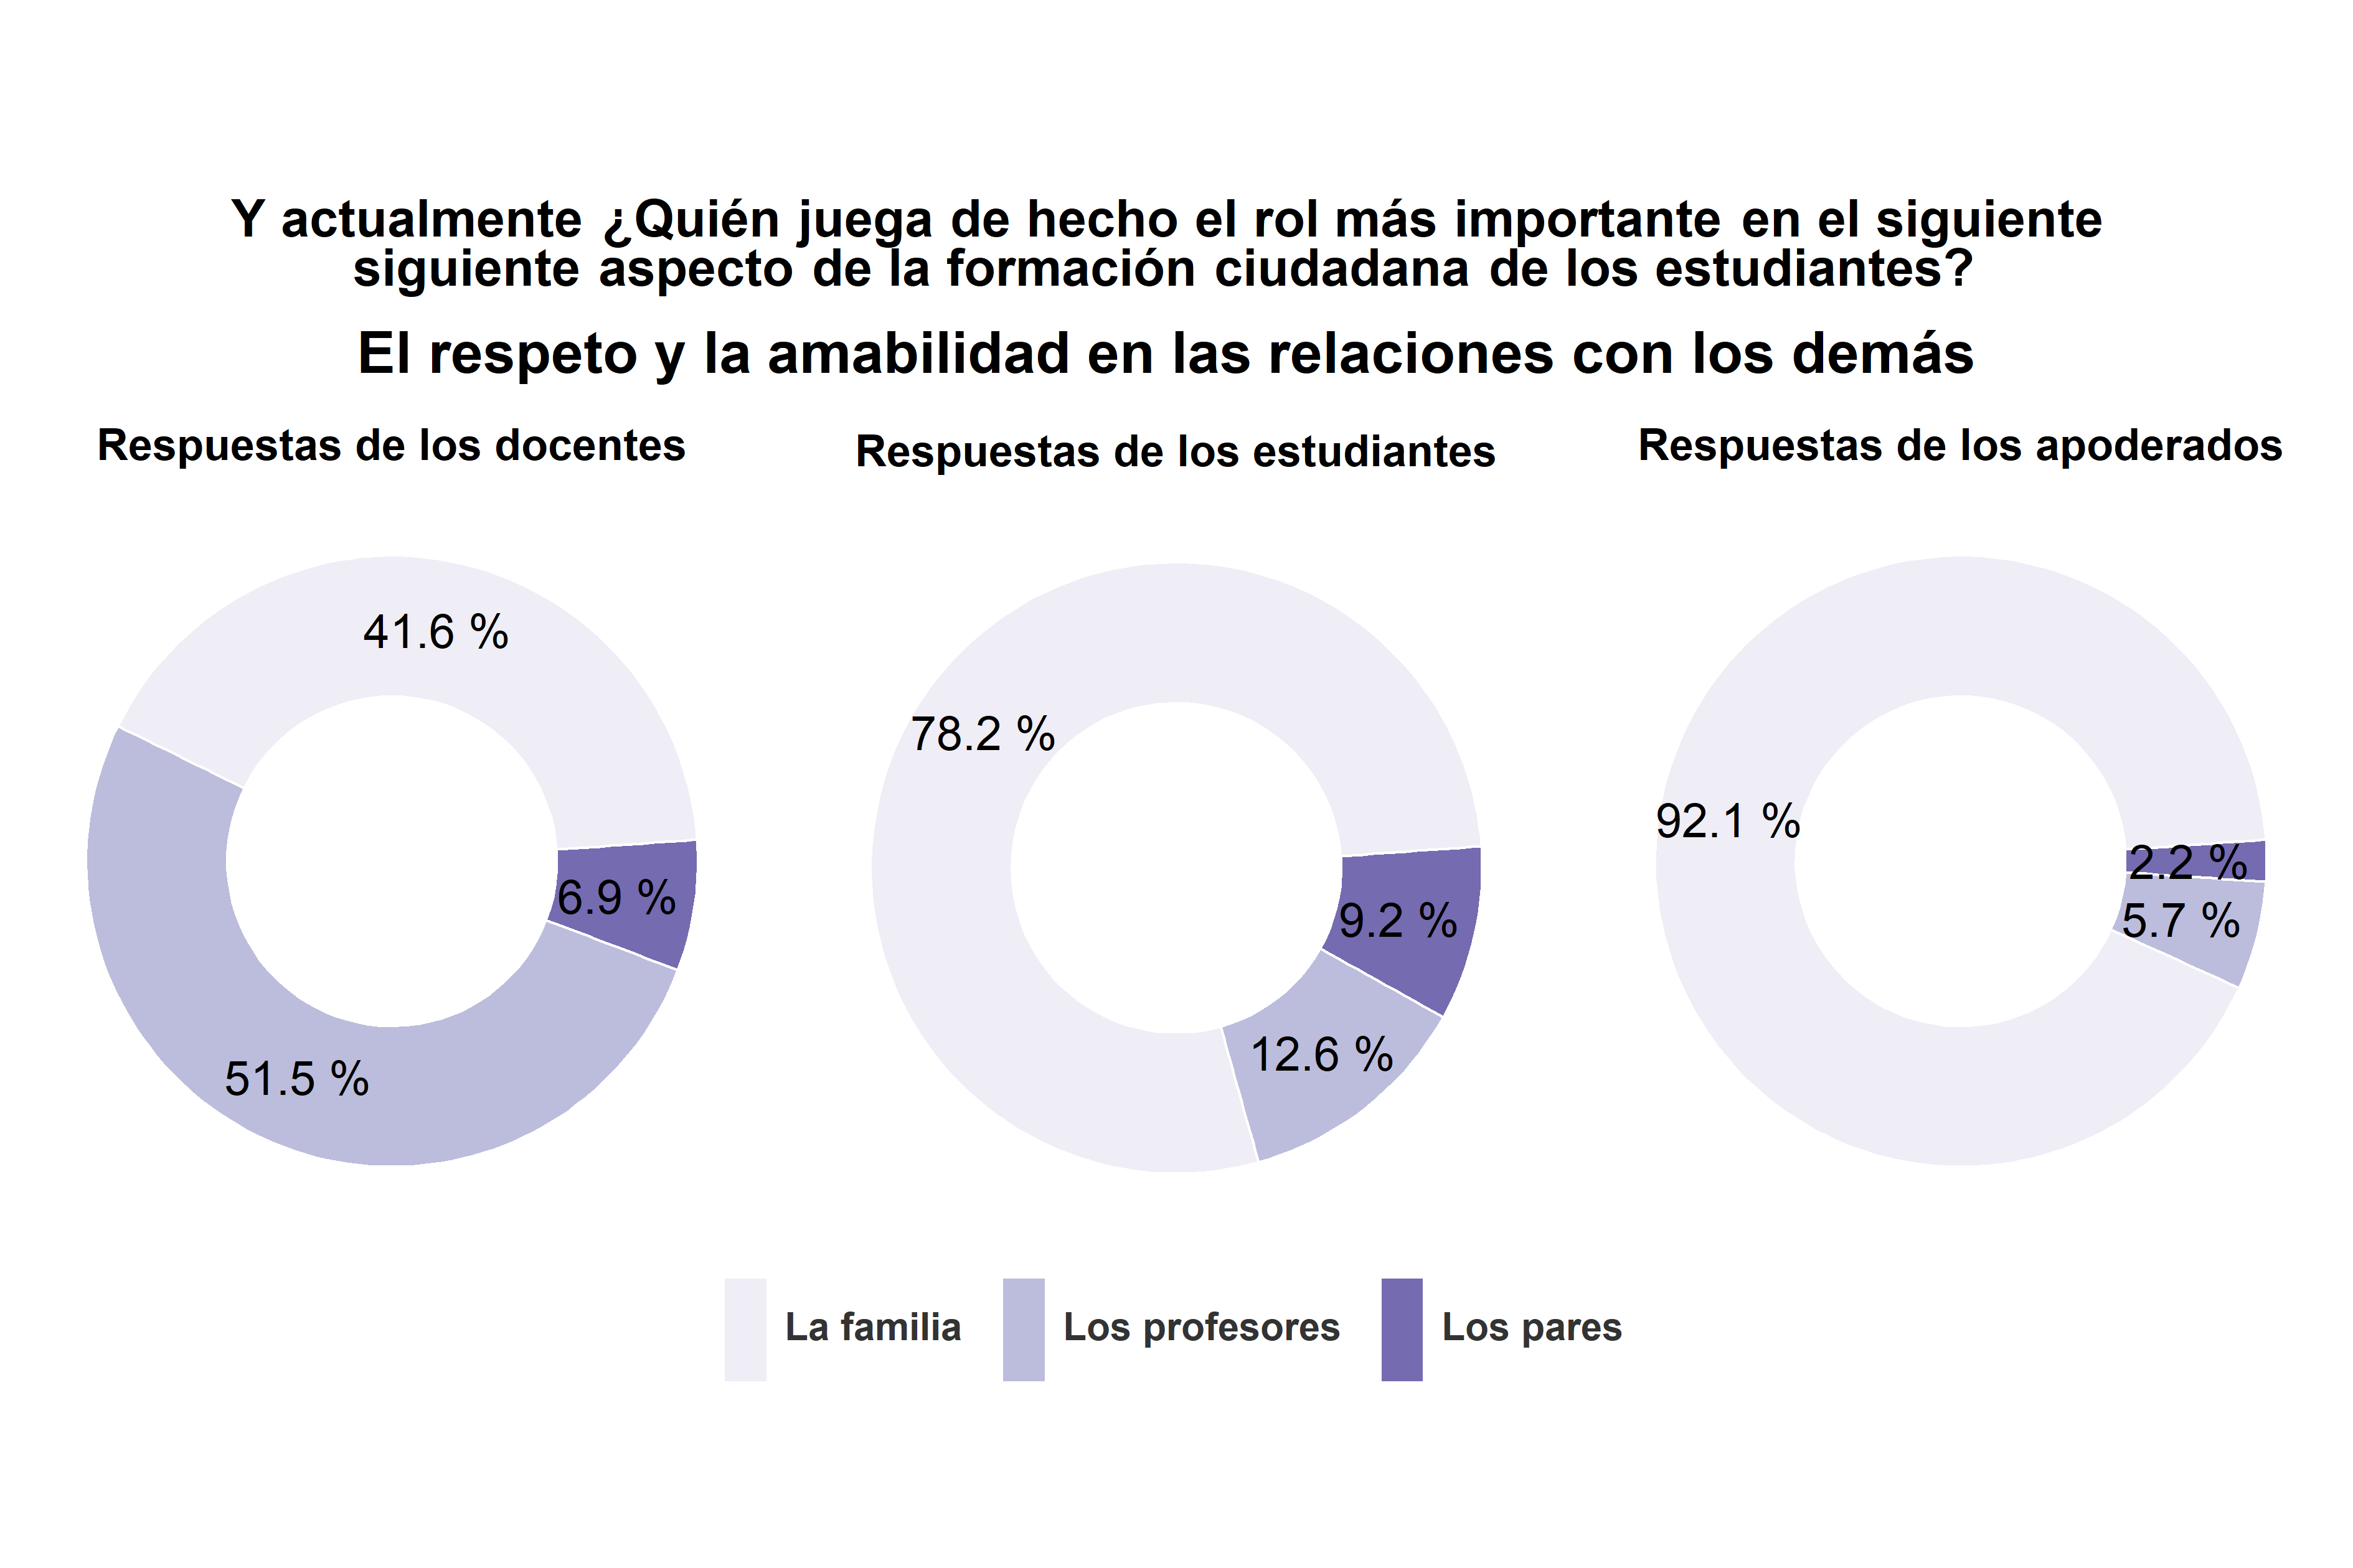 Y actualmente ¿Quién juega de hecho el rol más importante en el siguiente
siguiente aspecto de la formación ciudadana de los estudiantes?
El respeto y la amabilidad en las relaciones con los demás
Respuestas de los docentes
41.6 %
6.9 %
51.5 %
Respuestas de los estudiantes
78.2 %
9.2 %
12.6 %
Respuestas de los apoderados
92.1 %
2.2 %
5.7 %
La familia
Los profesores
Los pares